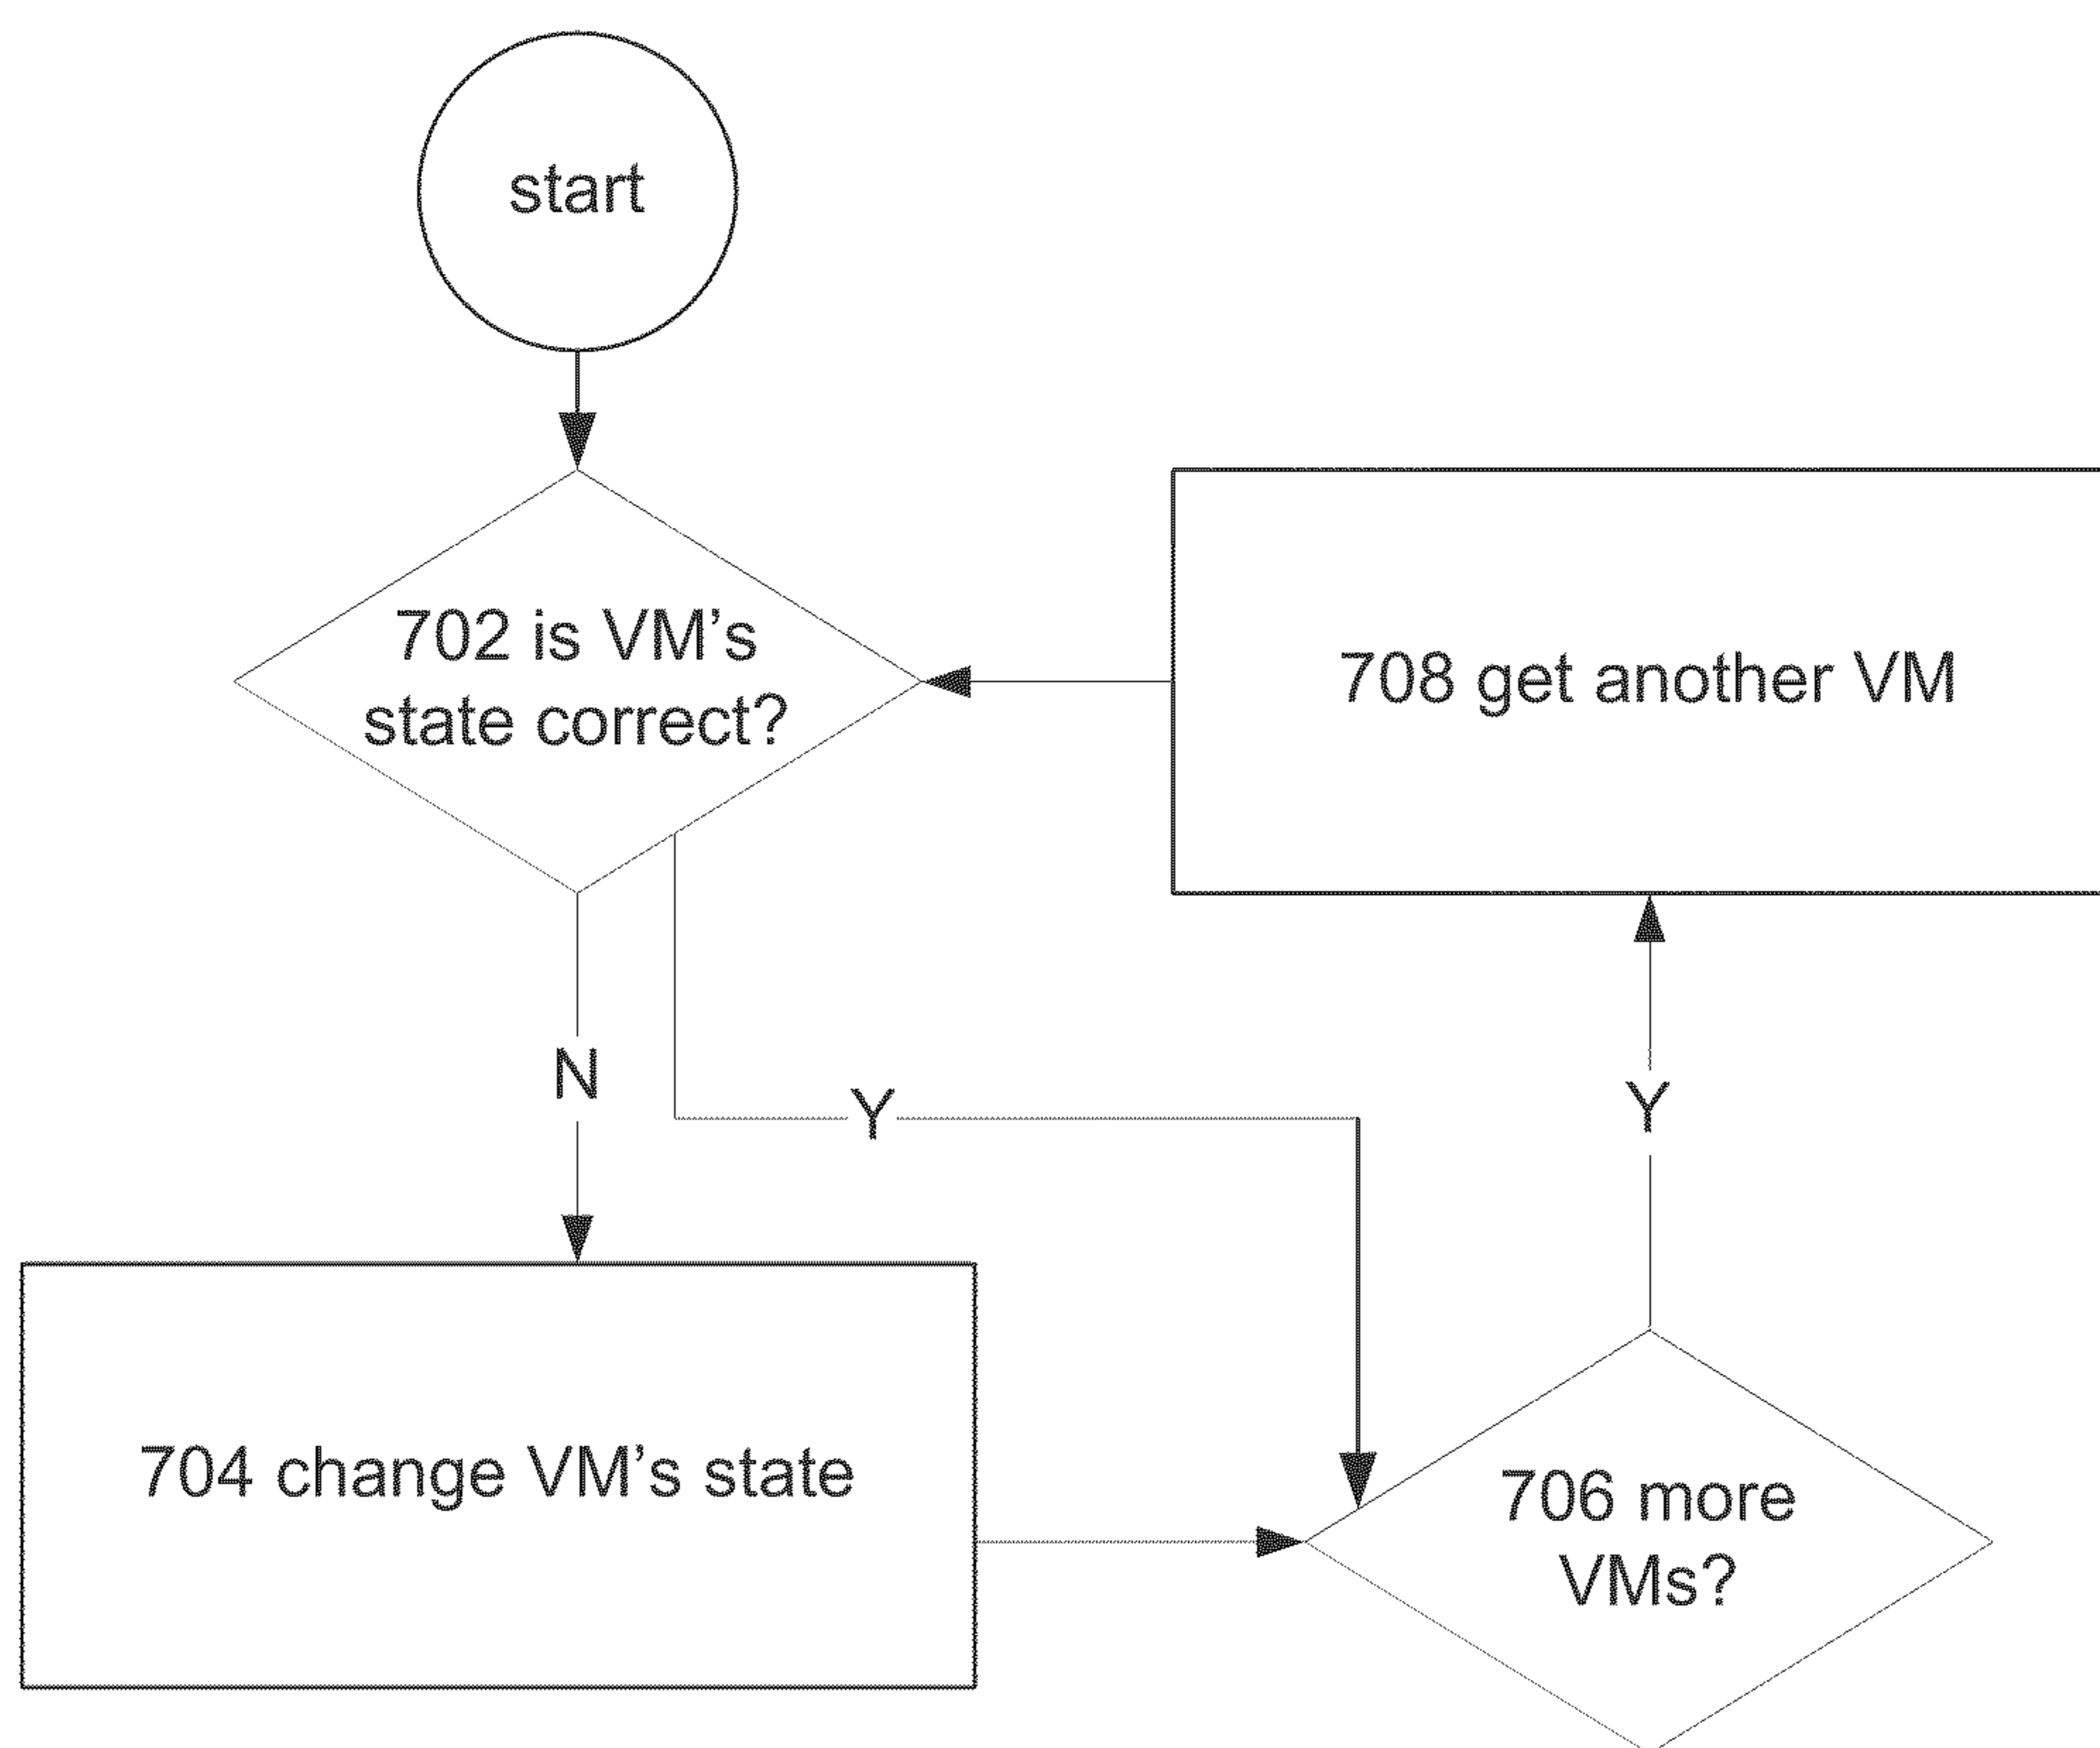 start
702 is VM's
state correct?
708 get another VM
N
Y
Y
704 change VM's state
706 more
VMs?